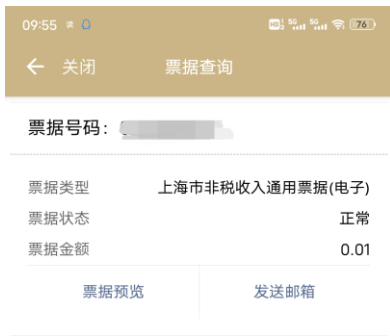 09:55
HD 5G 5G 76
关闭 票据查询
票据号码：
票据类型 上海市非税收入通用票据(电子)
票据状态 正常
票据金额 0.01
票据预览 发送邮箱